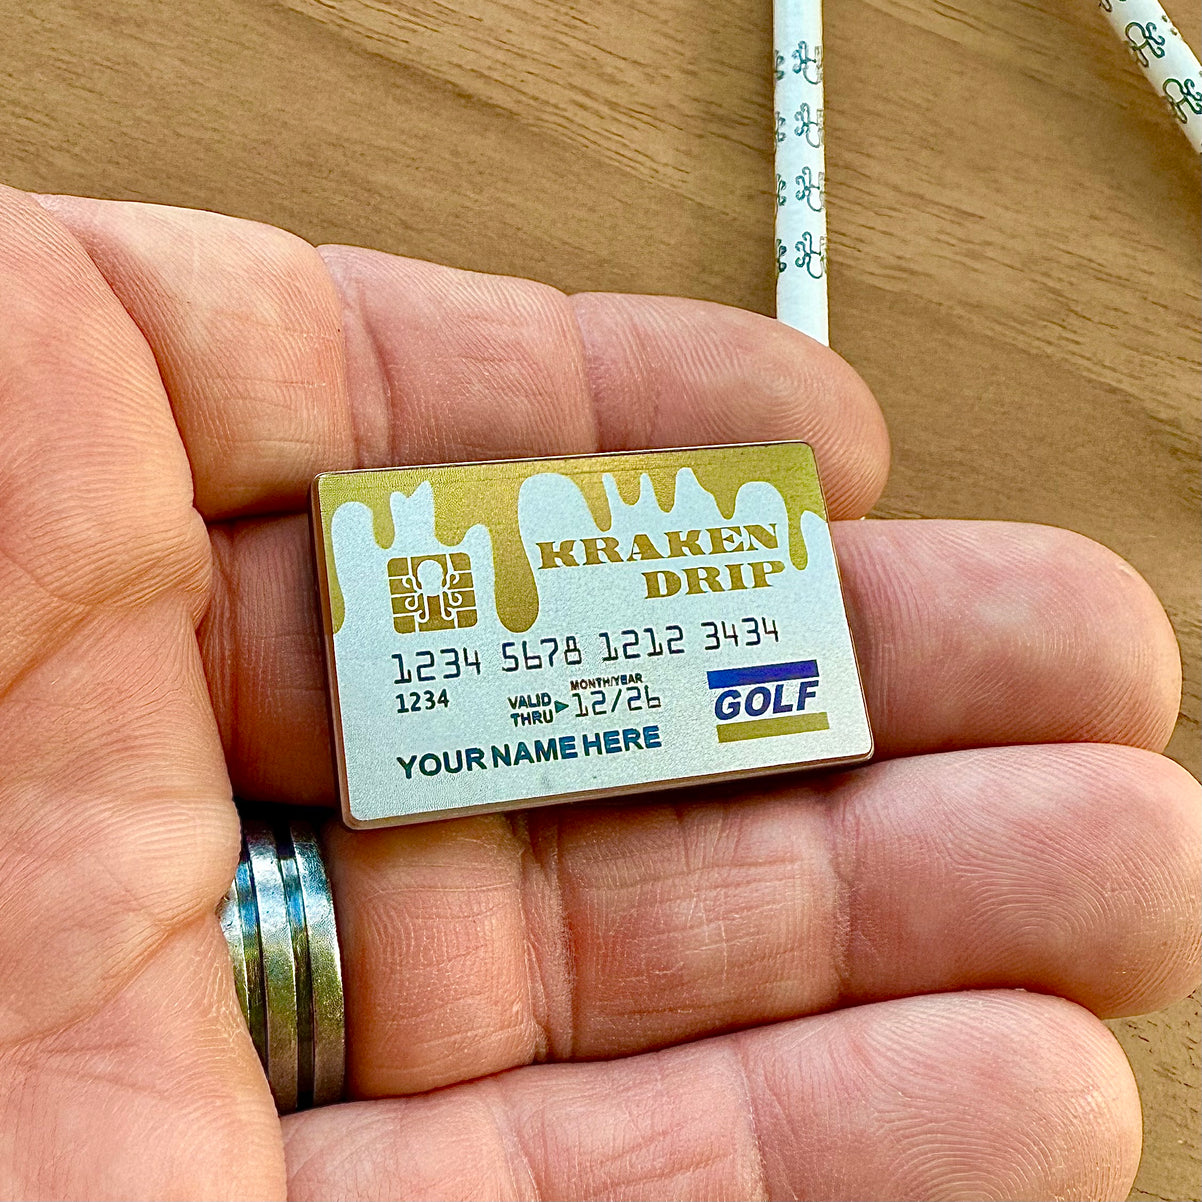 KRAKEN
DRIP
1234 5678 1212 3434
1234
MONTH/YEAR
VALID
THRU
12/26
GOLF
YOUR NAME HERE